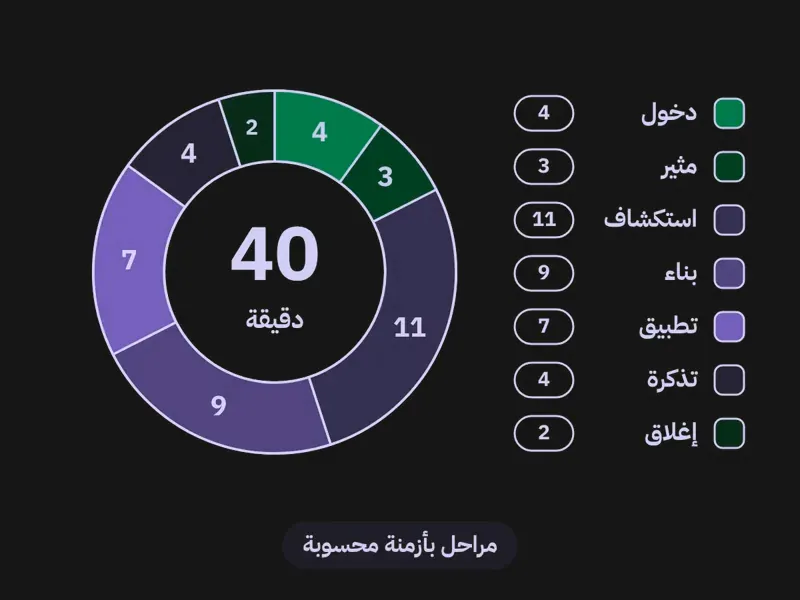 4
3
11
9
7
4
2
40
دقيقة
دخول 4
مثير 3
استكشاف 11
بناء 9
تطبيق 7
تذكرة 4
إغلاق 2
مراحل بأزمنة محسوبة